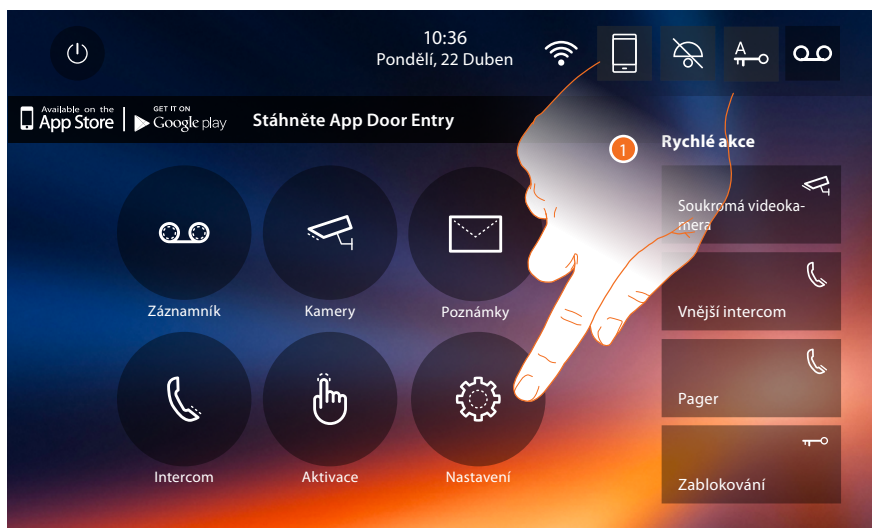 10:36
Pondělí, 22 Duben
A
Available on the
App Store
GET IT ON
Google play
Stáhněte App Door Entry
1
Rychlé akce
Soukromá videoka-
mera
Vnější intercom
Pager
Zablokování
Záznamník
Kamery
Poznámky
Intercom
Aktivace
Nastavení